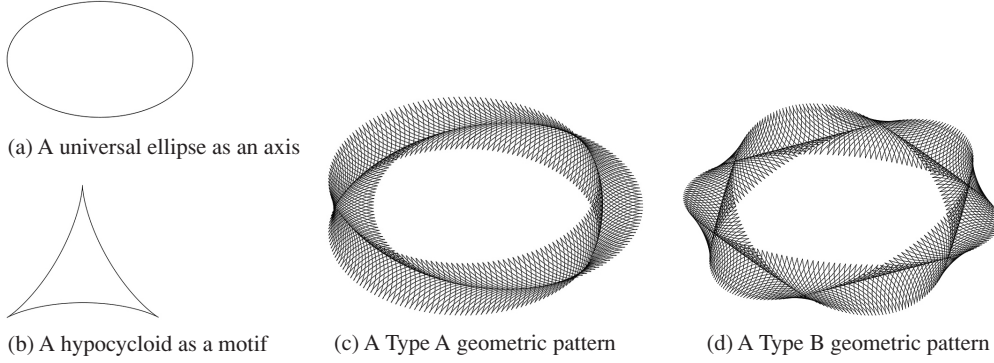 (a) A universal ellipse as an axis
(b) A hypocycloid as a motif
(c) A Type A geometric pattern
(d) A Type B geometric pattern